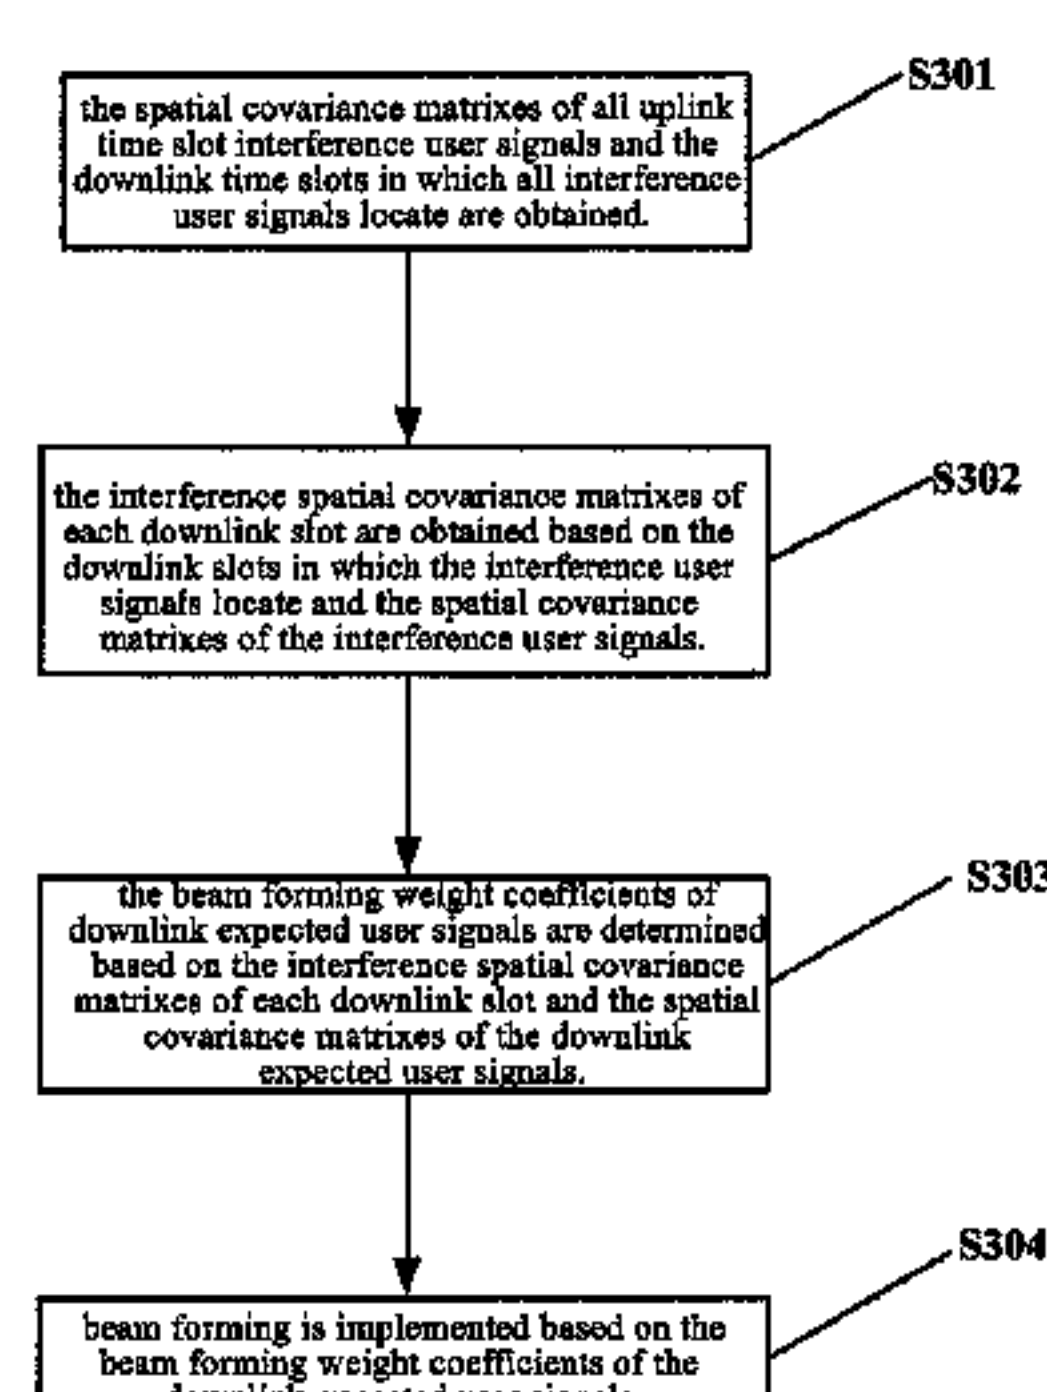 S301
the spatial covariance matrixes of all uplink
time slot interference user signals and the
downlink time slots in which all interference
user signals locate are obtained.
S302
the interference spatial covariance matrixes of
each downlink slot are obtained based on the
downlink slots in which the interference user
signals locate and the spatial covariance
matrixes of the interference user signals.
S303
the beam forming weight coefficients of
downlink expected user signals are determined
based on the interference spatial covariance
matrixes of each downlink slot and the spatial
covariance matrixes of the downlink
expected user signals.
S304
beam forming is implemented based on the
beam forming weight coefficients of the